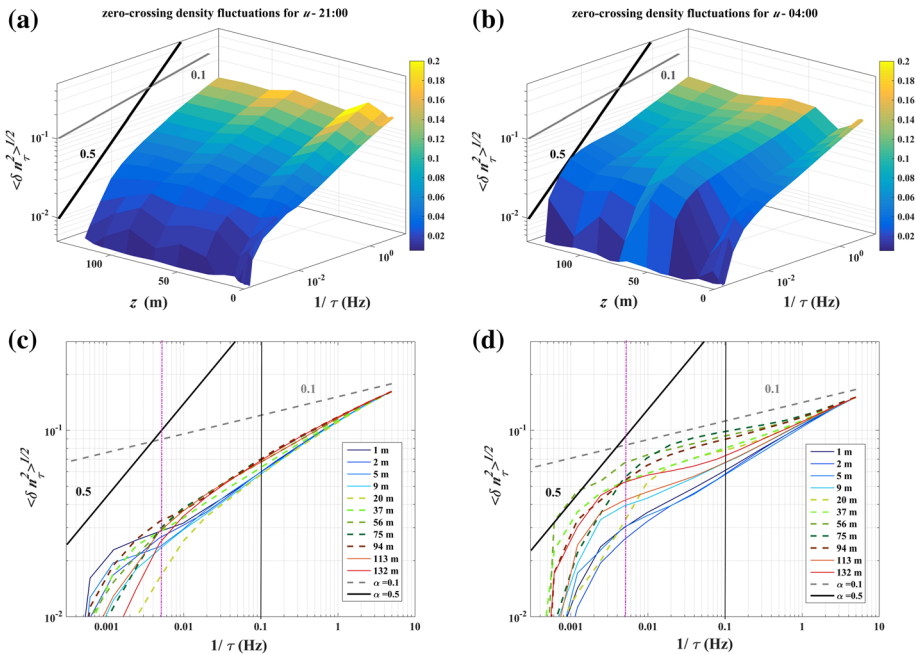 zero-crossing density fluctuations for u- 21:00
(a)
0.1
0.5
<δ n²τ>^1/2
10⁻¹
10⁻²
100
50
0
z (m)
10⁻²
10⁰
1/ τ (Hz)
0.2
0.18
0.16
0.14
0.12
0.1
0.08
0.06
0.04
0.02
zero-crossing density fluctuations for u- 04:00
(b)
0.1
0.5
<δ n²τ>^1/2
10⁻¹
10⁻²
100
50
0
z (m)
10⁻²
10⁰
1/ τ (Hz)
0.2
0.18
0.16
0.14
0.12
0.1
0.08
0.06
0.04
0.02
(c)
0.1
0.5
<δ n²τ>^1/2
10⁻¹
10⁻²
1 m
2 m
5 m
9 m
20 m
37 m
56 m
75 m
94 m
113 m
132 m
α =0.1
α =0.5
0.001
0.01
0.1
1
10
1/ τ (Hz)
(d)
0.1
0.5
<δ n²τ>^1/2
10⁻¹
10⁻²
1 m
2 m
5 m
9 m
20 m
37 m
56 m
75 m
94 m
113 m
132 m
α =0.1
α =0.5
0.001
0.01
0.1
1
10
1/ τ (Hz)